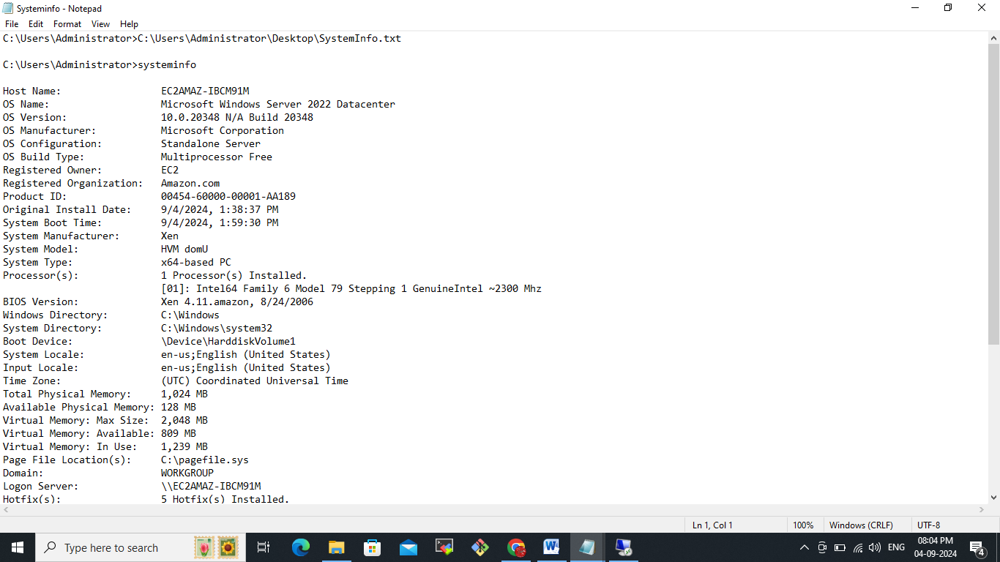 Systeminfo - Notepad
File Edit Format View Help
C:\Users\Administrator>C:\Users\Administrator\Desktop\SystemInfo.txt
C:\Users\Administrator>systeminfo
Host Name: EC2AMAZ-IBCM91M
OS Name: Microsoft Windows Server 2022 Datacenter
OS Version: 10.0.20348 N/A Build 20348
OS Manufacturer: Microsoft Corporation
OS Configuration: Standalone Server
OS Build Type: Multiprocessor Free
Registered Owner: EC2
Registered Organization: Amazon.com
Product ID: 00454-60000-00001-AA189
Original Install Date: 9/4/2024, 1:38:37 PM
System Boot Time: 9/4/2024, 1:59:30 PM
System Manufacturer: Xen
System Model: HVM domU
System Type: x64-based PC
Processor(s): 1 Processor(s) Installed.
[01]: Intel64 Family 6 Model 79 Stepping 1 GenuineIntel ~2300 Mhz
BIOS Version: Xen 4.11.amazon, 8/24/2006
Windows Directory: C:\Windows
System Directory: C:\Windows\system32
Boot Device: \Device\HarddiskVolume1
System Locale: en-us;English (United States)
Input Locale: en-us;English (United States)
Time Zone: (UTC) Coordinated Universal Time
Total Physical Memory: 1,024 MB
Available Physical Memory: 128 MB
Virtual Memory: Max Size: 2,048 MB
Virtual Memory: Available: 809 MB
Virtual Memory: In Use: 1,239 MB
Page File Location(s): C:\pagefile.sys
Domain: WORKGROUP
Logon Server: \\EC2AMAZ-IBCM91M
Hotfix(s): 5 Hotfix(s) Installed.
Ln 1, Col 1 100% Windows (CRLF) UTF-8
Type here to search
ENG
08:04 PM
04-09-2024
4